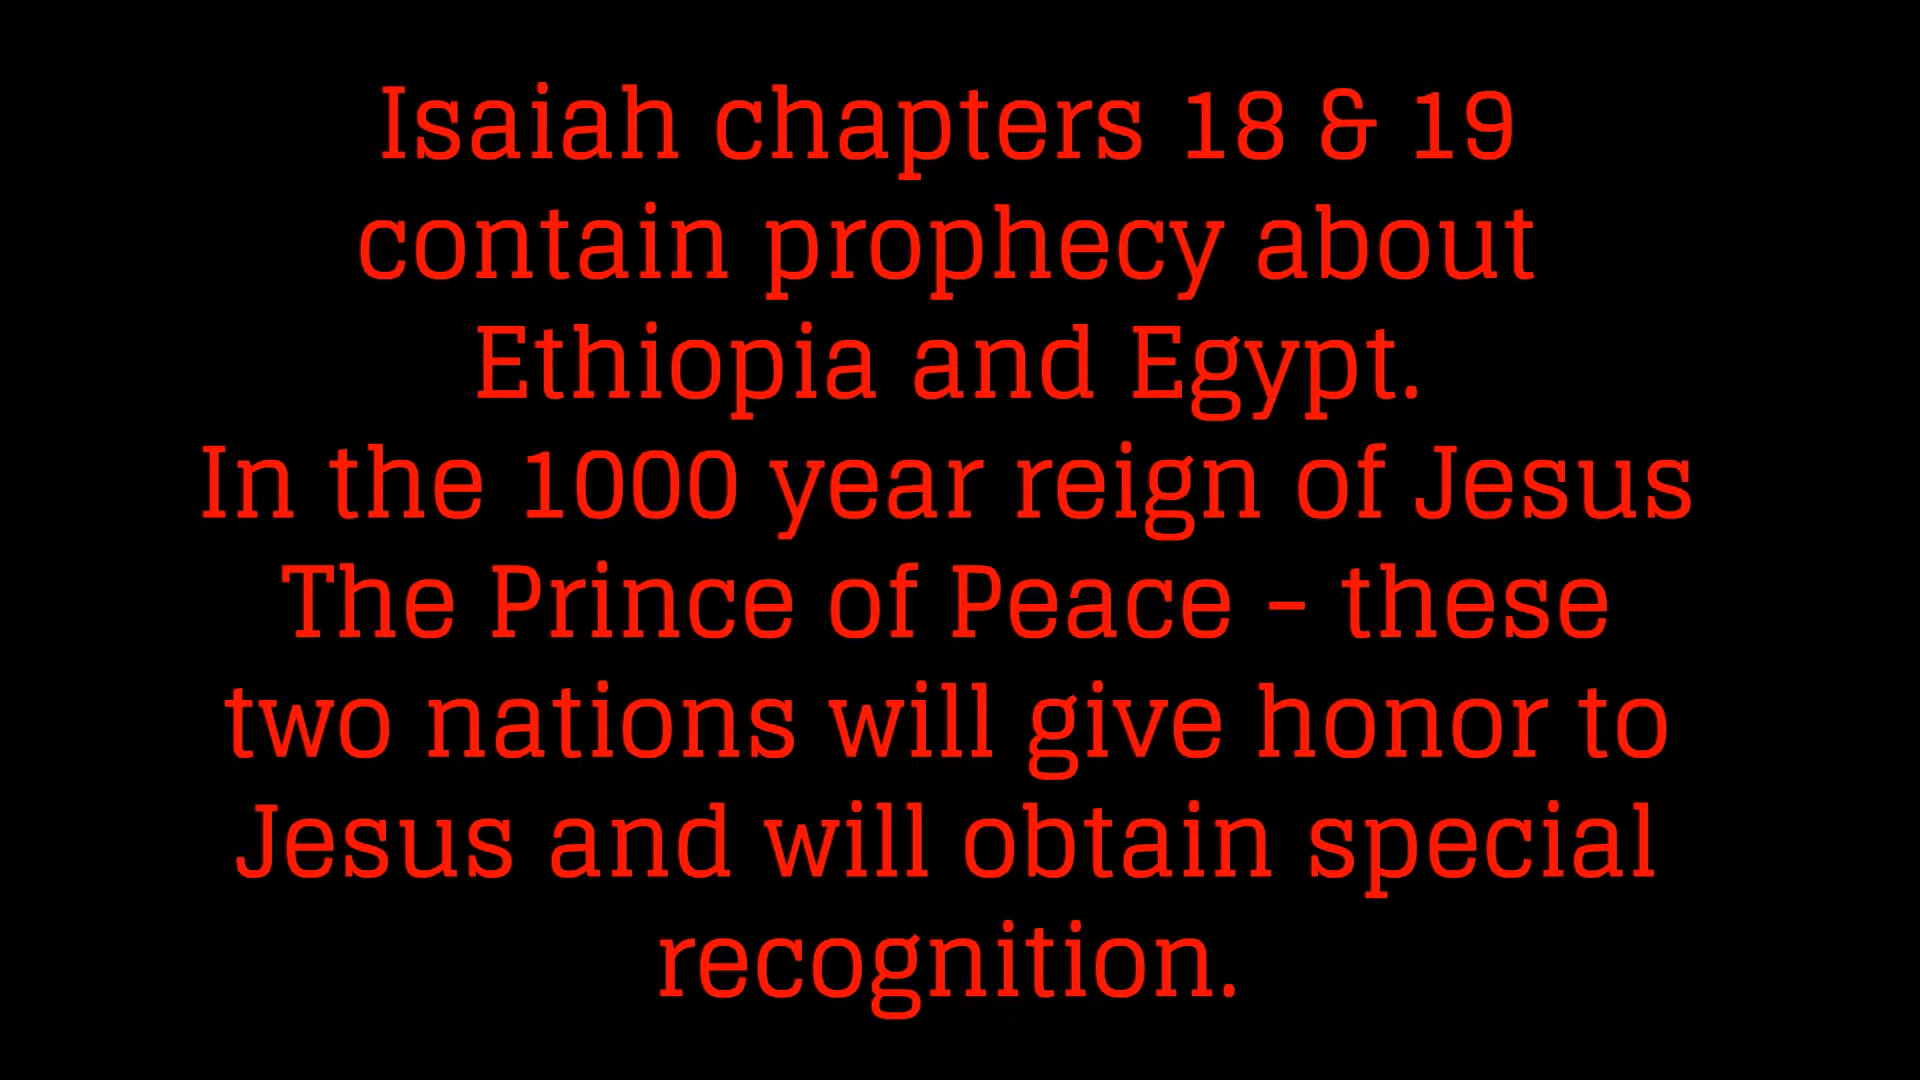 Isaiah chapters 18 & 19
contain prophecy about
Ethiopia and Egypt.
In the 1000 year reign of Jesus
The Prince of Peace – these
two nations will give honor to
Jesus and will obtain special
recognition.